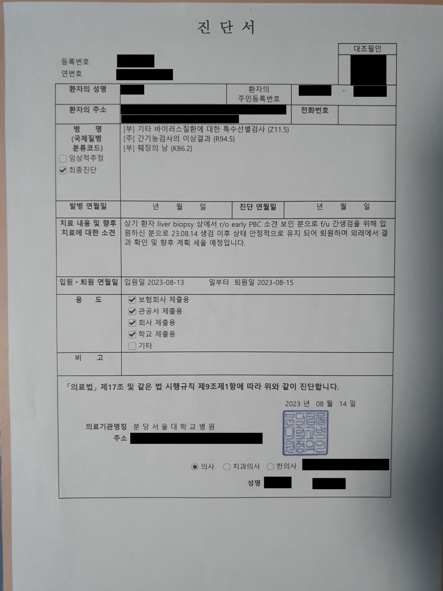 진 단 서
대조필인
등록번호
연번호
환자의 성명
환자의
주민등록번호
-
환자의 주소
전화번호
병 명
(국제질병
분류코드)
임상적추정
최종진단
[부] 기타 바이러스질환에 대한 특수선별검사 (Z11.5)
[주] 간기능검사의 이상결과 (R94.5)
[부] 췌장의 낭 (K86.2)
발병 연월일
년 월 일
진단 연월일
년 월 일
치료 내용 및 향후
치료에 대한 소견
상기 환자 liver biopsy 상에서 r/o early PBC 소견 보인 분으로 f/u 간생검을 위해 입
원하신 분으로 23.08.14 생검 이후 상태 안정적으로 유지 되어 퇴원하며 외래에서 결
과 확인 및 향후 계획 세울 예정입니다.
입원 · 퇴원 연월일
입원일 2023-08-13 일부터 퇴원일 2023-08-15
용 도
보험회사 제출용
관공서 제출용
회사 제출용
학교 제출용
기타
비 고
「의료법」 제17조 및 같은 법 시행규칙 제9조제1항에 따라 위와 같이 진단합니다.
2023 년 08 월 14 일
의료기관명칭 분당서울대학교병원
주소
의사 치과의사 한의사
성명